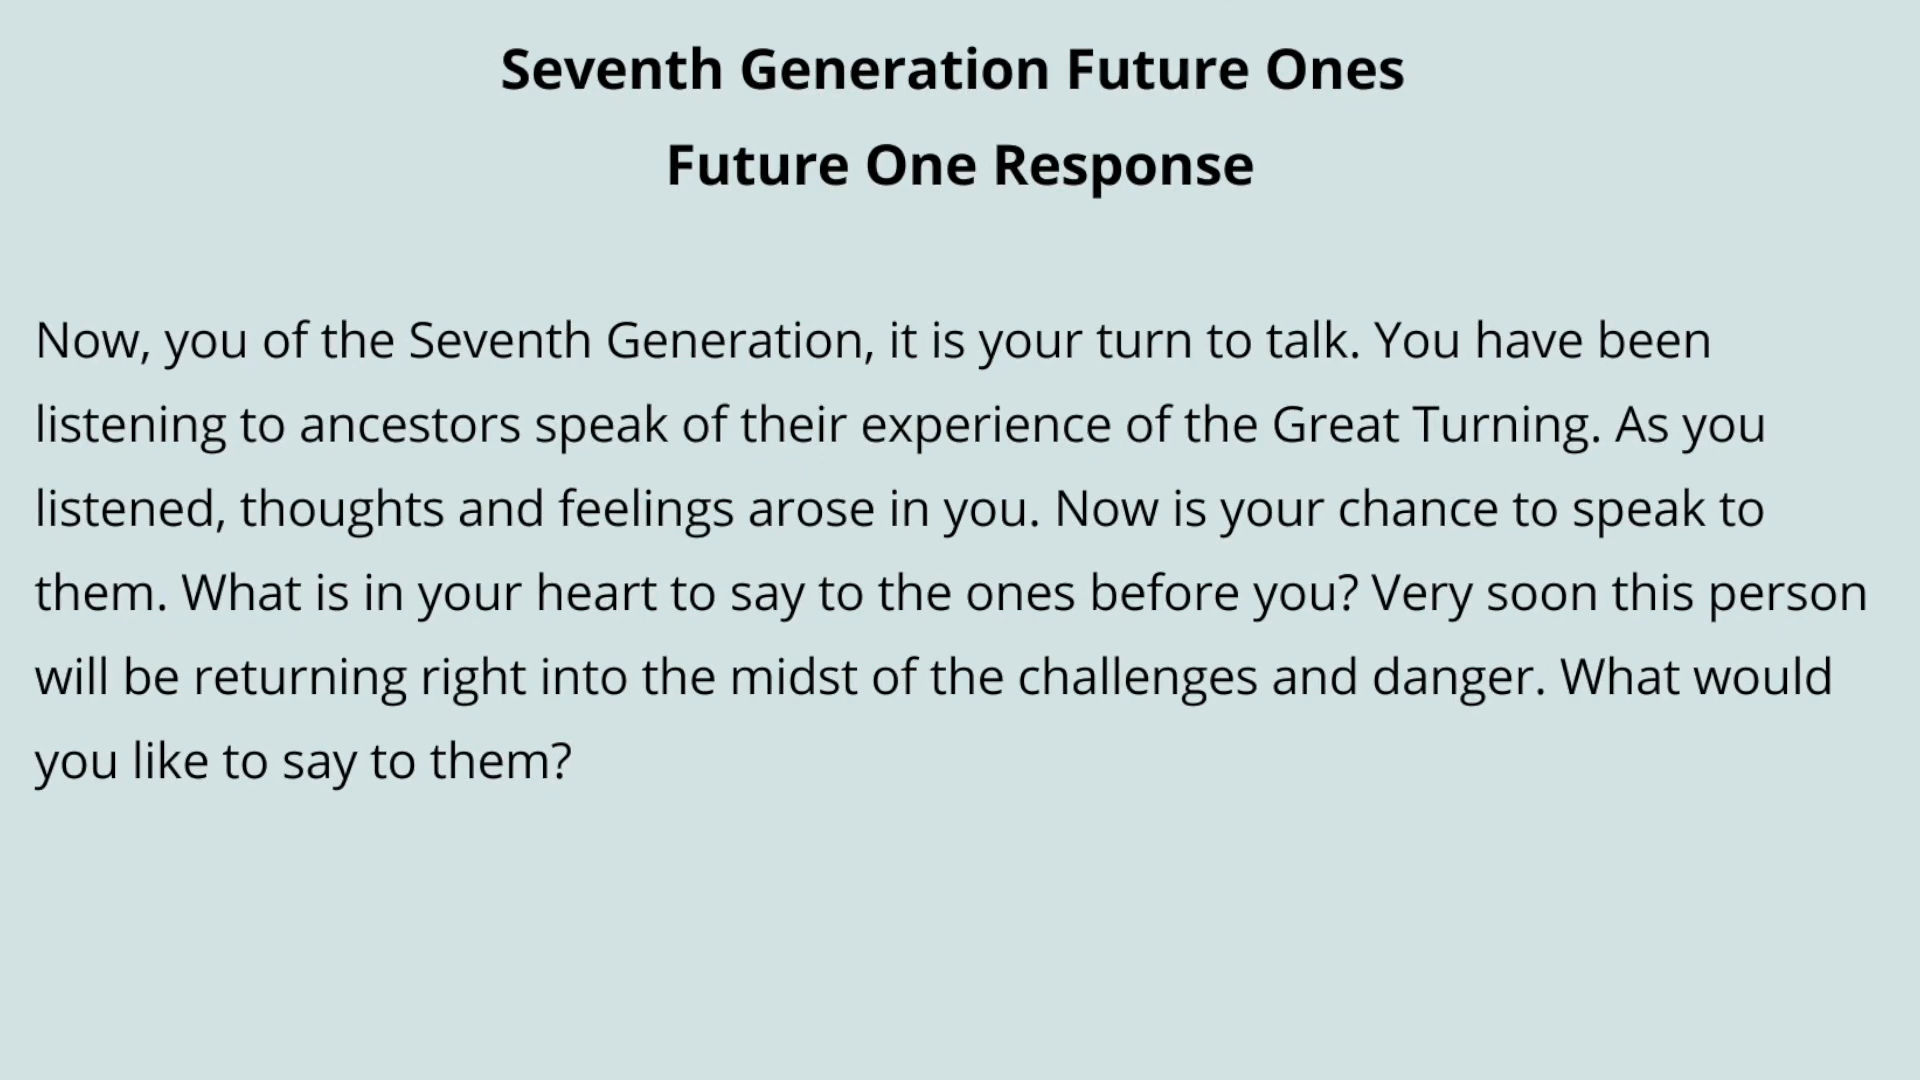 Seventh Generation Future Ones
Future One Response
Now, you of the Seventh Generation, it is your turn to talk. You have been
listening to ancestors speak of their experience of the Great Turning. As you
listened, thoughts and feelings arose in you. Now is your chance to speak to
them. What is in your heart to say to the ones before you? Very soon this person
will be returning right into the midst of the challenges and danger. What would
you like to say to them?